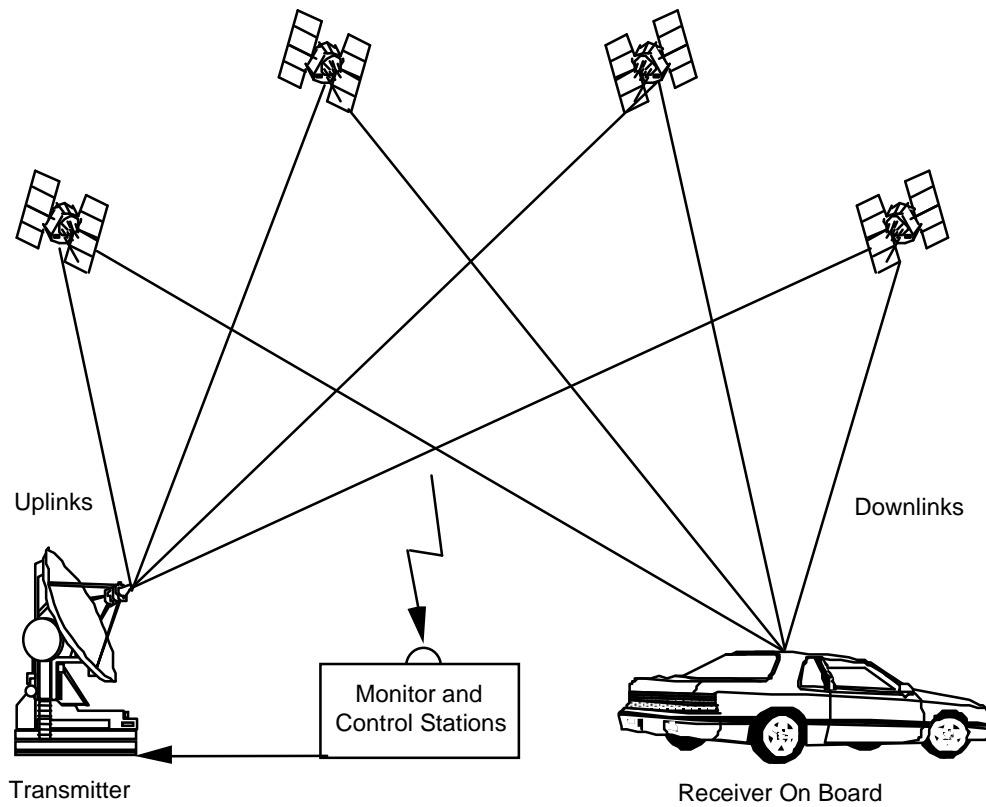 Uplinks
Downlinks
Monitor and
Control Stations
Transmitter
Receiver On Board